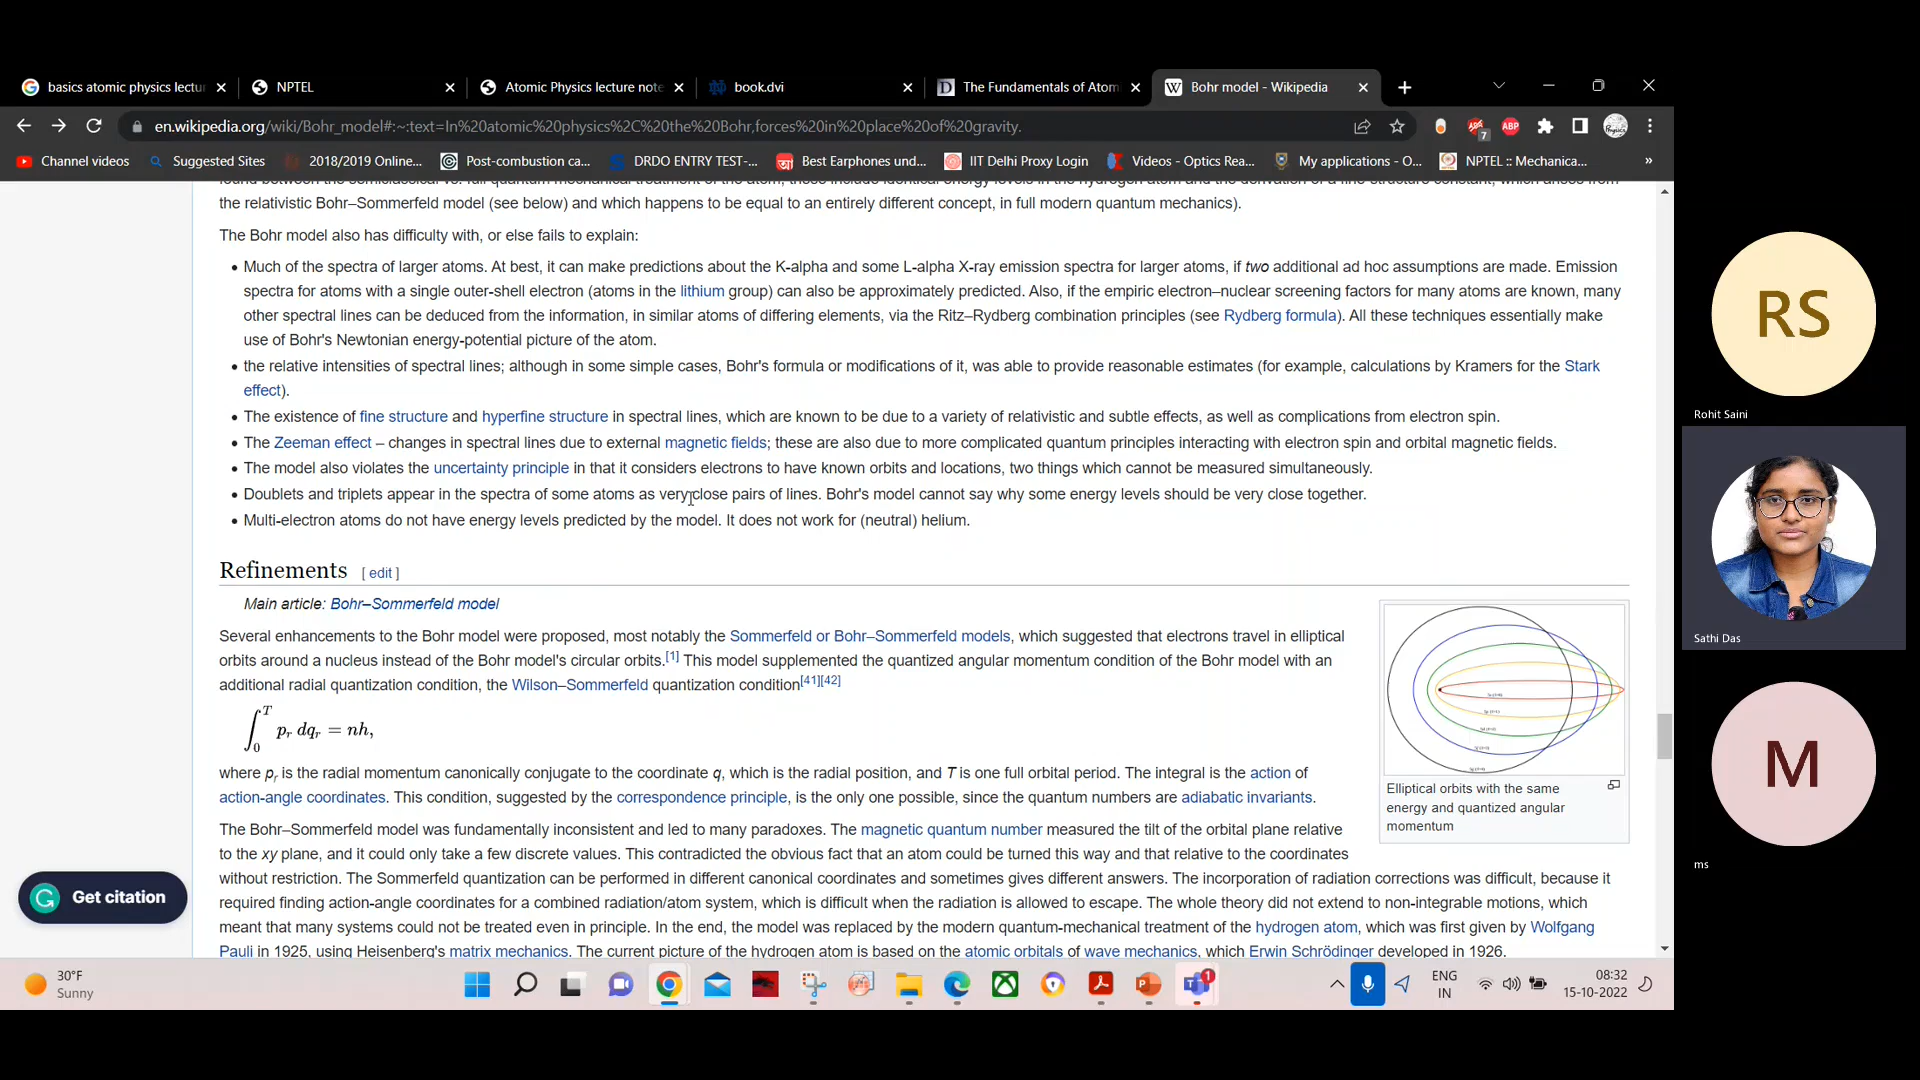 basics atomic physics lectu
NPTEL
Atomic Physics lecture note
book.dvi
The Fundamentals of Atom
Bohr model - Wikipedia
en.wikipedia.org/wiki/Bohr_model#:~:text=In%20atomic%20physics%2C%20the%20Bohr,forces%20in%20place%20of%20gravity.
Channel videos
Suggested Sites
2018/2019 Online...
Post-combustion ca...
DRDO ENTRY TEST-...
Best Earphones und...
IIT Delhi Proxy Login
Videos - Optics Rea...
My applications - O...
NPTEL :: Mechanica...
»
the relativistic Bohr–Sommerfeld model (see below) and which happens to be equal to an entirely different concept, in full modern quantum mechanics).
The Bohr model also has difficulty with, or else fails to explain:
• Much of the spectra of larger atoms. At best, it can make predictions about the K-alpha and some L-alpha X-ray emission spectra for larger atoms, if two additional ad hoc assumptions are made. Emission
spectra for atoms with a single outer-shell electron (atoms in the lithium group) can also be approximately predicted. Also, if the empiric electron–nuclear screening factors for many atoms are known, many
other spectral lines can be deduced from the information, in similar atoms of differing elements, via the Ritz–Rydberg combination principles (see Rydberg formula). All these techniques essentially make
use of Bohr's Newtonian energy-potential picture of the atom.
• the relative intensities of spectral lines; although in some simple cases, Bohr's formula or modifications of it, was able to provide reasonable estimates (for example, calculations by Kramers for the Stark
effect).
• The existence of fine structure and hyperfine structure in spectral lines, which are known to be due to a variety of relativistic and subtle effects, as well as complications from electron spin.
• The Zeeman effect – changes in spectral lines due to external magnetic fields; these are also due to more complicated quantum principles interacting with electron spin and orbital magnetic fields.
• The model also violates the uncertainty principle in that it considers electrons to have known orbits and locations, two things which cannot be measured simultaneously.
• Doublets and triplets appear in the spectra of some atoms as very close pairs of lines. Bohr's model cannot say why some energy levels should be very close together.
• Multi-electron atoms do not have energy levels predicted by the model. It does not work for (neutral) helium.
Refinements [ edit ]
Main article: Bohr–Sommerfeld model
Several enhancements to the Bohr model were proposed, most notably the Sommerfeld or Bohr–Sommerfeld models, which suggested that electrons travel in elliptical
orbits around a nucleus instead of the Bohr model's circular orbits.[1] This model supplemented the quantized angular momentum condition of the Bohr model with an
additional radial quantization condition, the Wilson–Sommerfeld quantization condition[41][42]
∫₀ᵀ pᵣ dqᵣ = nh,
where pᵣ is the radial momentum canonically conjugate to the coordinate q, which is the radial position, and T is one full orbital period. The integral is the action of
action-angle coordinates. This condition, suggested by the correspondence principle, is the only one possible, since the quantum numbers are adiabatic invariants.
Elliptical orbits with the same
energy and quantized angular
momentum
The Bohr–Sommerfeld model was fundamentally inconsistent and led to many paradoxes. The magnetic quantum number measured the tilt of the orbital plane relative
to the xy plane, and it could only take a few discrete values. This contradicted the obvious fact that an atom could be turned this way and that relative to the coordinates
without restriction. The Sommerfeld quantization can be performed in different canonical coordinates and sometimes gives different answers. The incorporation of radiation corrections was difficult, because it
required finding action-angle coordinates for a combined radiation/atom system, which is difficult when the radiation is allowed to escape. The whole theory did not extend to non-integrable motions, which
meant that many systems could not be treated even in principle. In the end, the model was replaced by the modern quantum-mechanical treatment of the hydrogen atom, which was first given by Wolfgang
Pauli in 1925, using Heisenberg's matrix mechanics. The current picture of the hydrogen atom is based on the atomic orbitals of wave mechanics, which Erwin Schrödinger developed in 1926.
Get citation
30°F
Sunny
ENG
IN
08:32
15-10-2022
RS
Rohit Saini
Sathi Das
M
ms